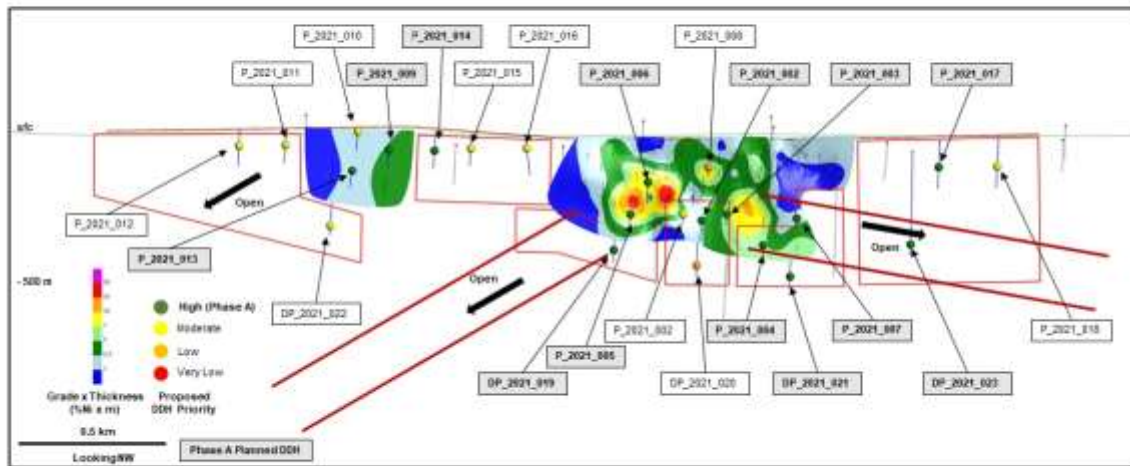 P_2021_010
P_2021_014
P_2021_016
P_2021_011
P_2021_009
P_2021_015
P_2021_006
P_2021_002
P_2021_003
P_2021_017
Open
Open
Open
P_2021_012
P_2021_013
- 500 m
DP_2021_022
High (Phase A)
Moderate
Low
Very Low
P_2021_002
P_2021_004
P_2021_007
P_2021_018
P_2021_005
DP_2021_019
DP_2021_020
DP_2021_021
DP_2021_023
Grade x Thickness
(%Ni x m)
Proposed
DDH Priority
0.5 km
Looking NW
Phase A Planned DDH